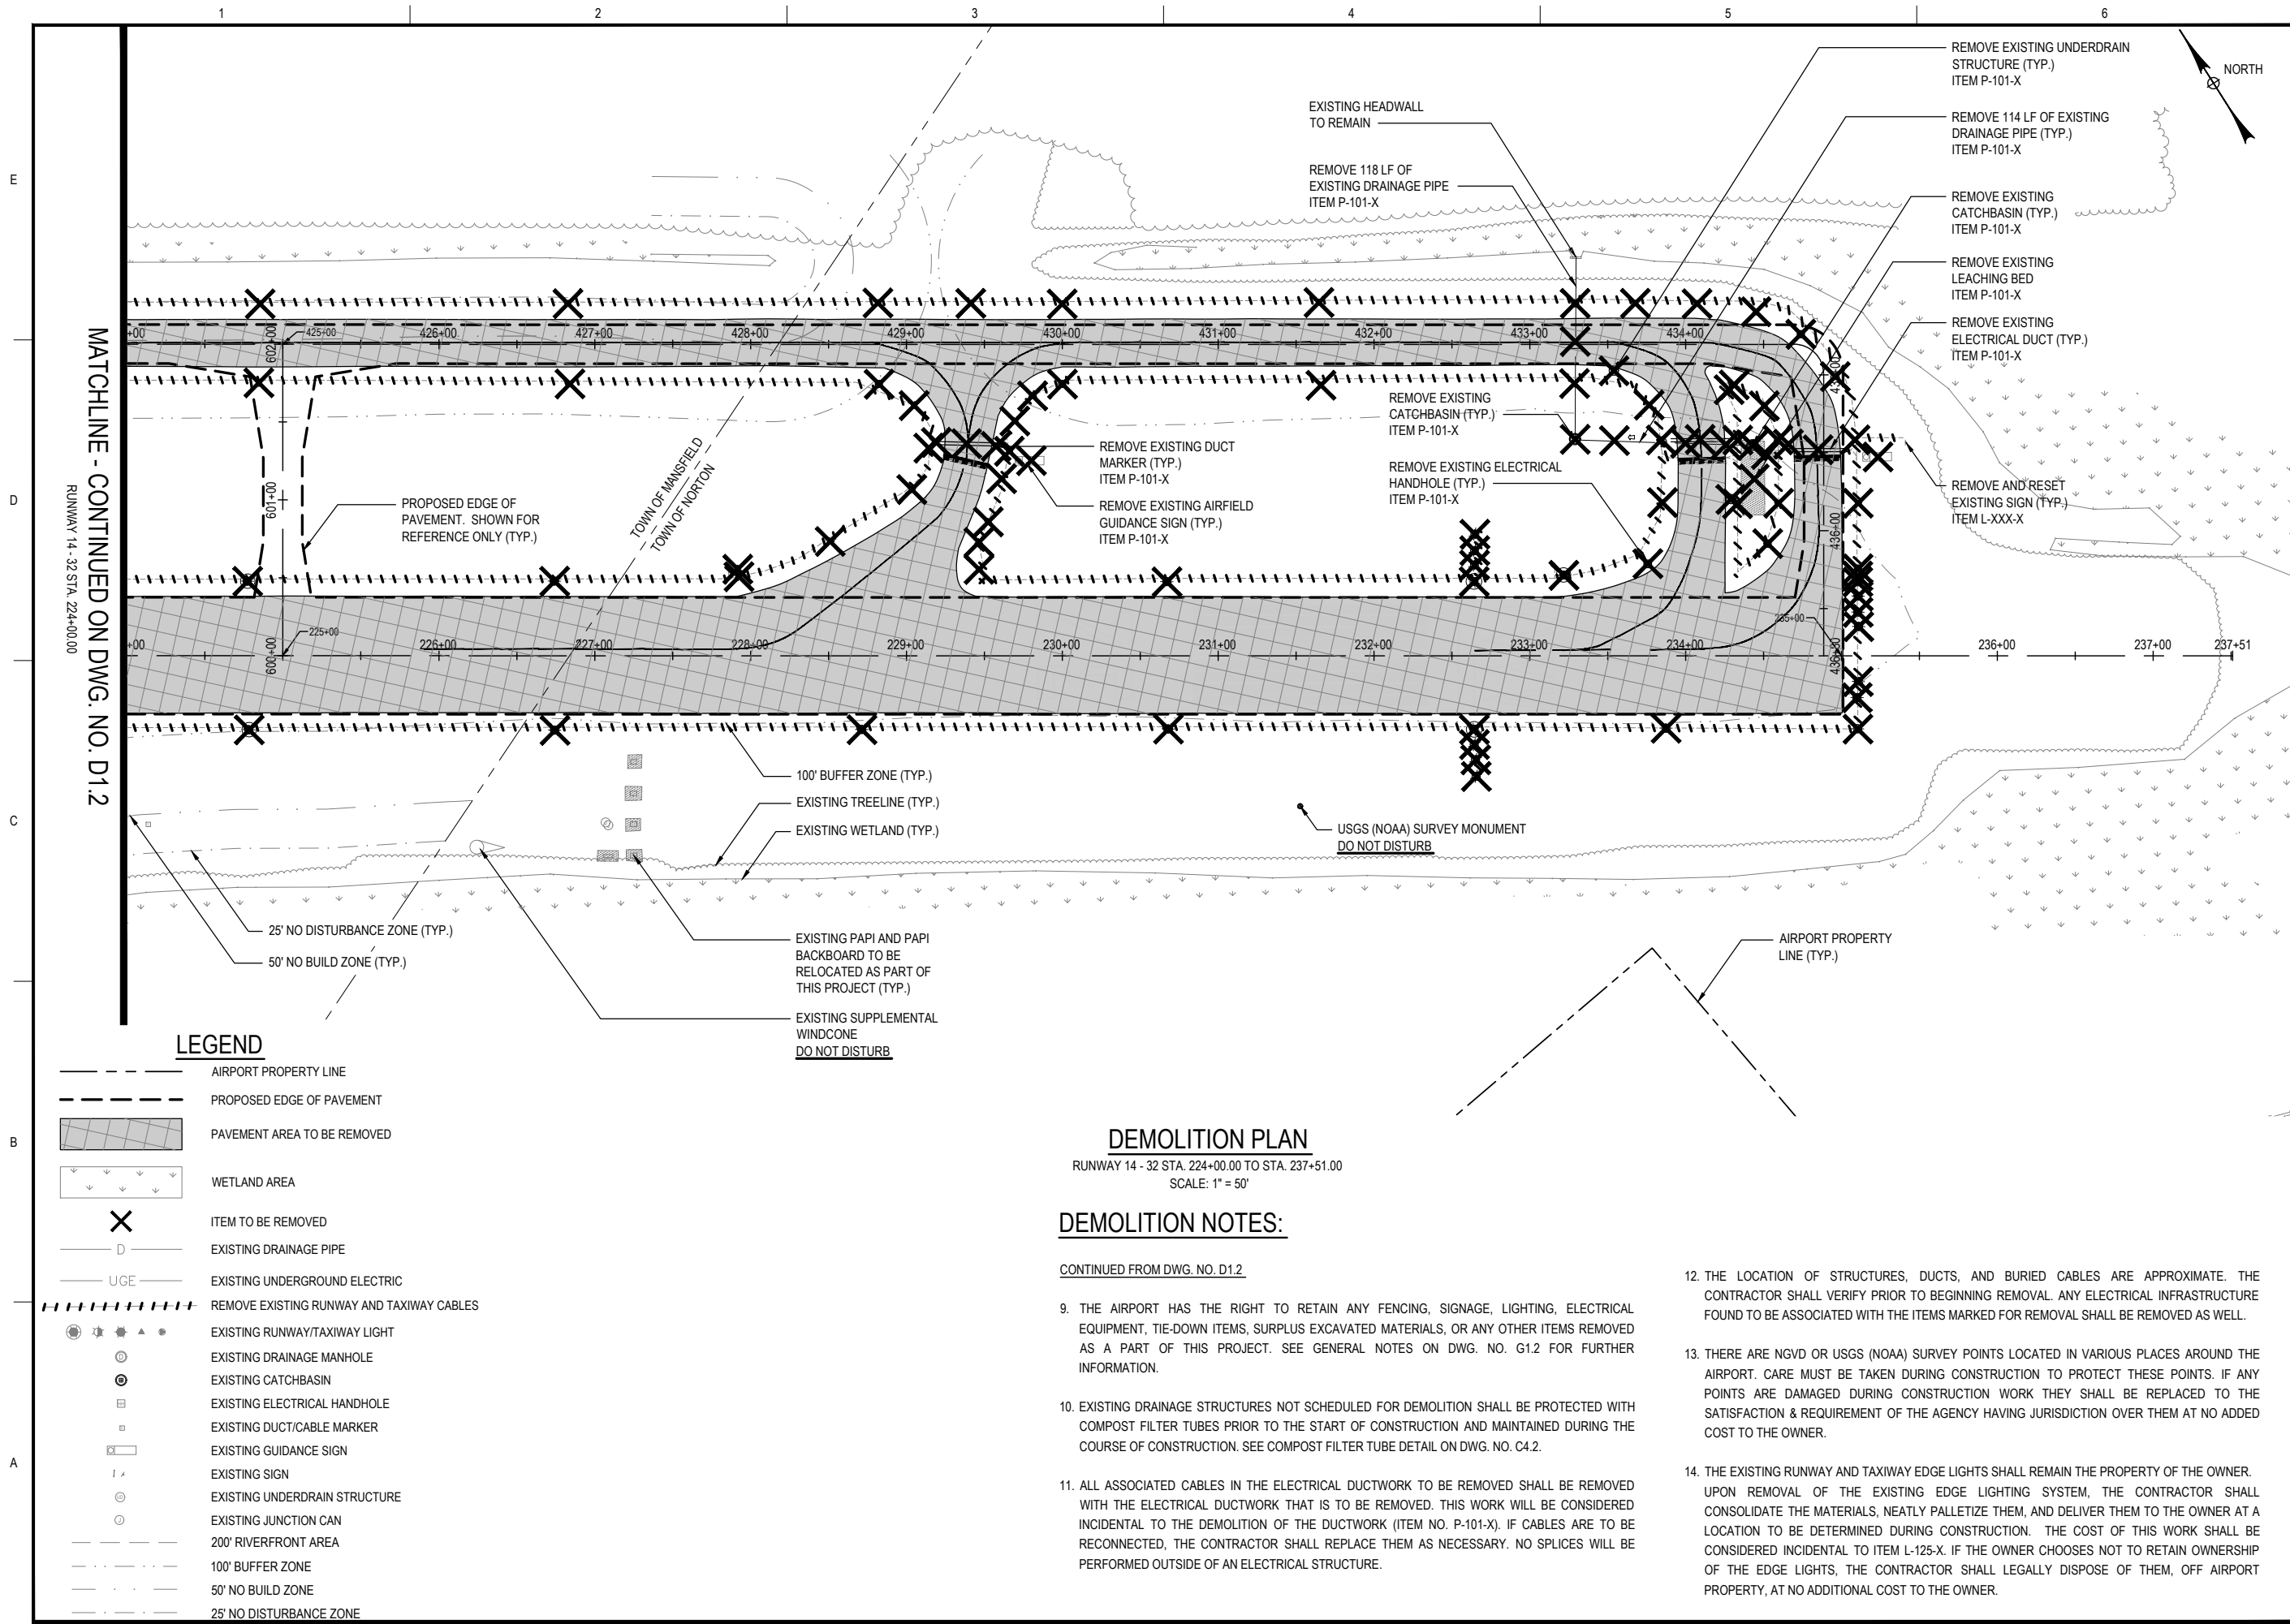 1
2
3
4
5
6
E
D
C
B
A
NORTH
REMOVE EXISTING UNDERDRAIN
STRUCTURE (TYP.)
ITEM P-101-X
REMOVE 114 LF OF EXISTING
DRAINAGE PIPE (TYP.)
ITEM P-101-X
REMOVE EXISTING
CATCHBASIN (TYP.)
ITEM P-101-X
REMOVE EXISTING
LEACHING BED
ITEM P-101-X
REMOVE EXISTING
ELECTRICAL DUCT (TYP.)
ITEM P-101-X
EXISTING HEADWALL
TO REMAIN
REMOVE 118 LF OF
EXISTING DRAINAGE PIPE
ITEM P-101-X
MATCHLINE - CONTINUED ON DWG. NO. D1.2
RUNWAY 14 - 32 STA. 224+00.00
+00
425+00
426+00
427+00
428+00
429+00
430+00
431+00
432+00
433+00
434+00
602+00
601+00
600+00
436+00
REMOVE EXISTING
CATCHBASIN (TYP.)
ITEM P-101-X
REMOVE EXISTING DUCT
MARKER (TYP.)
ITEM P-101-X
REMOVE EXISTING AIRFIELD
GUIDANCE SIGN (TYP.)
ITEM P-101-X
REMOVE EXISTING ELECTRICAL
HANDHOLE (TYP.)
ITEM P-101-X
REMOVE AND RESET
EXISTING SIGN (TYP.)
ITEM L-XXX-X
PROPOSED EDGE OF
PAVEMENT. SHOWN FOR
REFERENCE ONLY (TYP.)
TOWN OF MANSFIELD
TOWN OF NORTON
+00
225+00
226+00
227+00
228+00
229+00
230+00
231+00
232+00
233+00
234+00
235+00
236+00
237+00
237+51
100' BUFFER ZONE (TYP.)
EXISTING TREELINE (TYP.)
EXISTING WETLAND (TYP.)
USGS (NOAA) SURVEY MONUMENT
DO NOT DISTURB
25' NO DISTURBANCE ZONE (TYP.)
50' NO BUILD ZONE (TYP.)
EXISTING PAPI AND PAPI
BACKBOARD TO BE
RELOCATED AS PART OF
THIS PROJECT (TYP.)
EXISTING SUPPLEMENTAL
WINDCONE
DO NOT DISTURB
AIRPORT PROPERTY
LINE (TYP.)
LEGEND
AIRPORT PROPERTY LINE
PROPOSED EDGE OF PAVEMENT
PAVEMENT AREA TO BE REMOVED
WETLAND AREA
ITEM TO BE REMOVED
D
EXISTING DRAINAGE PIPE
UGE
EXISTING UNDERGROUND ELECTRIC
REMOVE EXISTING RUNWAY AND TAXIWAY CABLES
EXISTING RUNWAY/TAXIWAY LIGHT
EXISTING DRAINAGE MANHOLE
EXISTING CATCHBASIN
EXISTING ELECTRICAL HANDHOLE
EXISTING DUCT/CABLE MARKER
EXISTING GUIDANCE SIGN
EXISTING SIGN
EXISTING UNDERDRAIN STRUCTURE
EXISTING JUNCTION CAN
200' RIVERFRONT AREA
100' BUFFER ZONE
50' NO BUILD ZONE
25' NO DISTURBANCE ZONE
DEMOLITION PLAN
RUNWAY 14 - 32 STA. 224+00.00 TO STA. 237+51.00
SCALE: 1" = 50'
DEMOLITION NOTES:
CONTINUED FROM DWG. NO. D1.2
9. THE AIRPORT HAS THE RIGHT TO RETAIN ANY FENCING, SIGNAGE, LIGHTING, ELECTRICAL
EQUIPMENT, TIE-DOWN ITEMS, SURPLUS EXCAVATED MATERIALS, OR ANY OTHER ITEMS REMOVED
AS A PART OF THIS PROJECT. SEE GENERAL NOTES ON DWG. NO. G1.2 FOR FURTHER
INFORMATION.
10. EXISTING DRAINAGE STRUCTURES NOT SCHEDULED FOR DEMOLITION SHALL BE PROTECTED WITH
COMPOST FILTER TUBES PRIOR TO THE START OF CONSTRUCTION AND MAINTAINED DURING THE
COURSE OF CONSTRUCTION. SEE COMPOST FILTER TUBE DETAIL ON DWG. NO. C4.2.
11. ALL ASSOCIATED CABLES IN THE ELECTRICAL DUCTWORK TO BE REMOVED SHALL BE REMOVED
WITH THE ELECTRICAL DUCTWORK THAT IS TO BE REMOVED. THIS WORK WILL BE CONSIDERED
INCIDENTAL TO THE DEMOLITION OF THE DUCTWORK (ITEM NO. P-101-X). IF CABLES ARE TO BE
RECONNECTED, THE CONTRACTOR SHALL REPLACE THEM AS NECESSARY. NO SPLICES WILL BE
PERFORMED OUTSIDE OF AN ELECTRICAL STRUCTURE.
12. THE LOCATION OF STRUCTURES, DUCTS, AND BURIED CABLES ARE APPROXIMATE. THE
CONTRACTOR SHALL VERIFY PRIOR TO BEGINNING REMOVAL. ANY ELECTRICAL INFRASTRUCTURE
FOUND TO BE ASSOCIATED WITH THE ITEMS MARKED FOR REMOVAL SHALL BE REMOVED AS WELL.
13. THERE ARE NGVD OR USGS (NOAA) SURVEY POINTS LOCATED IN VARIOUS PLACES AROUND THE
AIRPORT. CARE MUST BE TAKEN DURING CONSTRUCTION TO PROTECT THESE POINTS. IF ANY
POINTS ARE DAMAGED DURING CONSTRUCTION WORK THEY SHALL BE REPLACED TO THE
SATISFACTION & REQUIREMENT OF THE AGENCY HAVING JURISDICTION OVER THEM AT NO ADDED
COST TO THE OWNER.
14. THE EXISTING RUNWAY AND TAXIWAY EDGE LIGHTS SHALL REMAIN THE PROPERTY OF THE OWNER.
UPON REMOVAL OF THE EXISTING EDGE LIGHTING SYSTEM, THE CONTRACTOR SHALL
CONSOLIDATE THE MATERIALS, NEATLY PALLETIZE THEM, AND DELIVER THEM TO THE OWNER AT A
LOCATION TO BE DETERMINED DURING CONSTRUCTION. THE COST OF THIS WORK SHALL BE
CONSIDERED INCIDENTAL TO ITEM L-125-X. IF THE OWNER CHOOSES NOT TO RETAIN OWNERSHIP
OF THE EDGE LIGHTS, THE CONTRACTOR SHALL LEGALLY DISPOSE OF THEM, OFF AIRPORT
PROPERTY, AT NO ADDITIONAL COST TO THE OWNER.